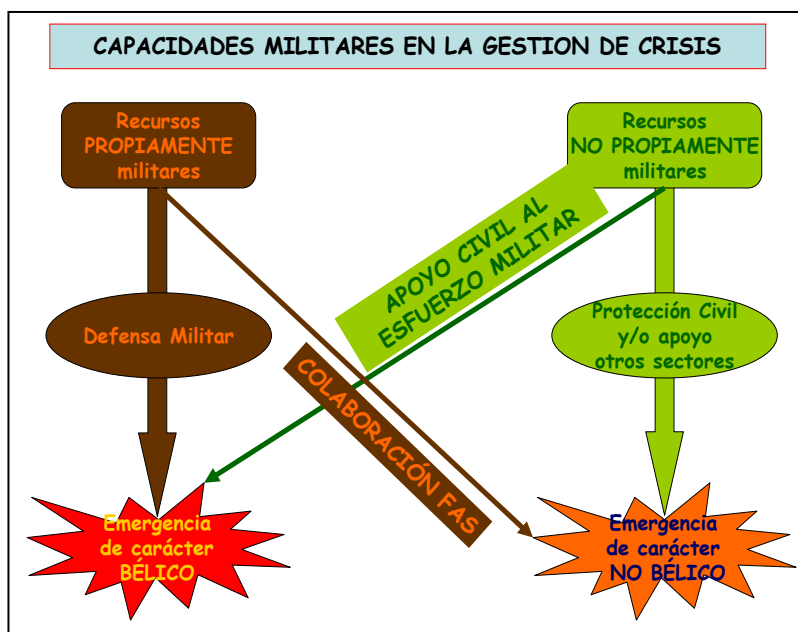 CAPACIDADES MILITARES EN LA GESTION DE CRISIS
Recursos
PROPIAMENTE
militares
Recursos
NO PROPIAMENTE
militares
APOYO CIVIL AL
ESFUERZO MILITAR
Defensa Militar
Protección Civil
y/o apoyo
otros sectores
COLABORACIÓN FAS
Emergencia
de carácter
BÉLICO
Emergencia
de carácter
NO BÉLICO